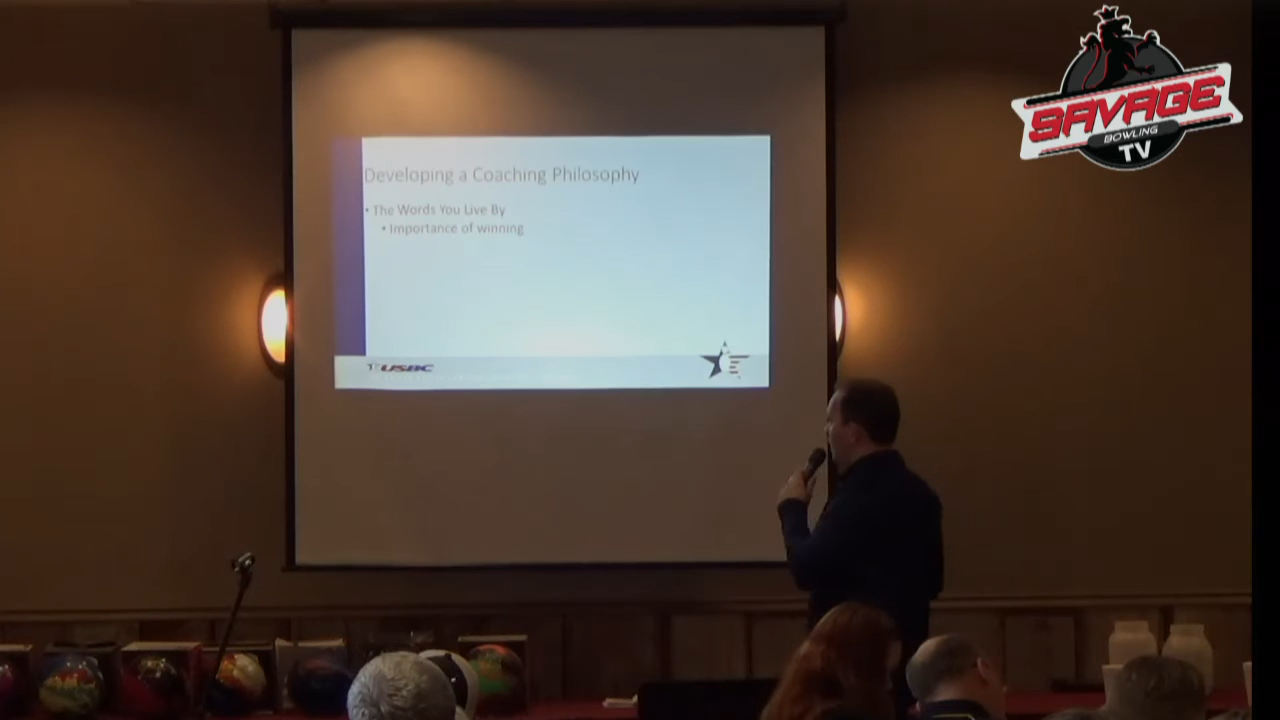 SAVAGE
BOWLING
TV
Developing a Coaching Philosophy
• The Words You Live By
• Importance of winning
USBC